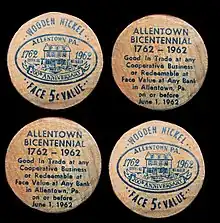 WOODEN NICKEL
ALLENTOWN PA.
1762 1962
200TH ANNIVERSARY
FACE 5¢ VALUE
ALLENTOWN
BICENTENNIAL
1762 - 1962
Good In Trade at any
Cooperative Business
or Redeemable at
Face Value at Any Bank
in Allentown, Pa.
on or before
June 1, 1962
ALLENTOWN
BICENTENNIAL
1762 - 1962
Good In Trade at any
Cooperative Business
or Redeemable at
Face Value at Any Bank
in Allentown, Pa.
on or before
June 1, 1962
WOODEN NICKEL
ALLENTOWN PA.
1762 1962
200TH ANNIVERSARY
FACE 5¢ VALUE